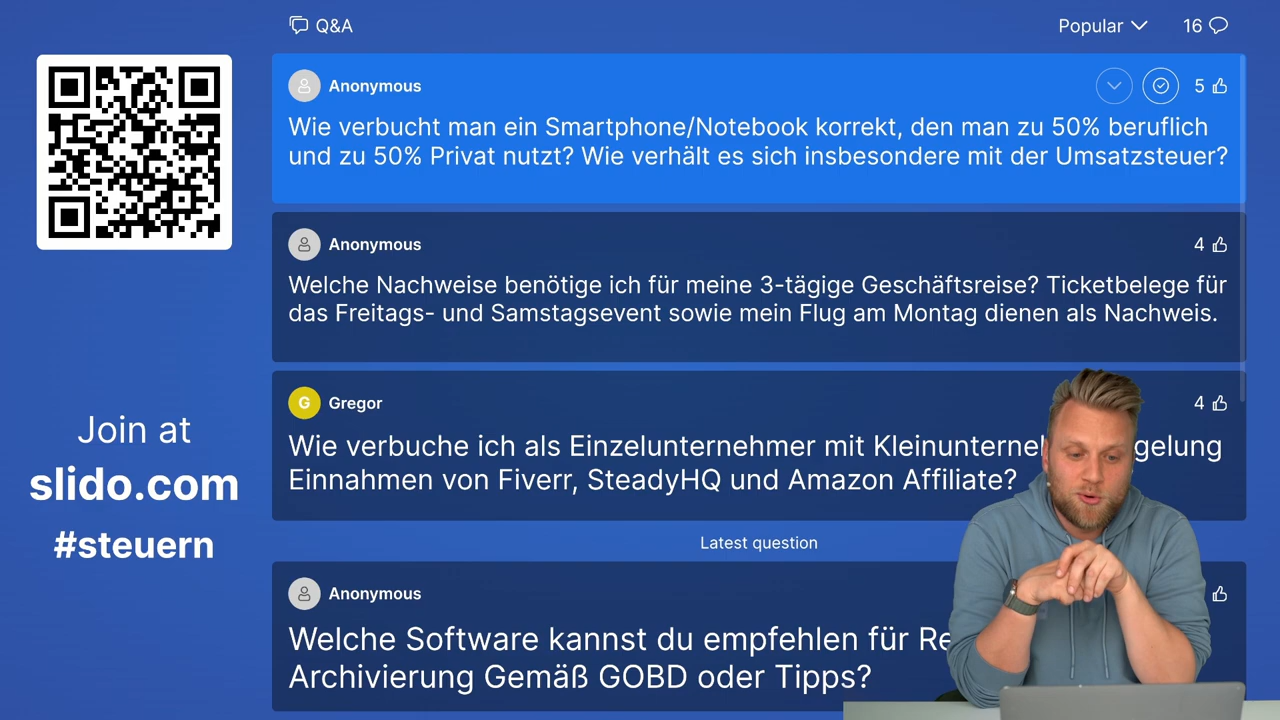 Q&A
Popular
16
Anonymous
5
Wie verbucht man ein Smartphone/Notebook korrekt, den man zu 50% beruflich
und zu 50% Privat nutzt? Wie verhält es sich insbesondere mit der Umsatzsteuer?
Anonymous
4
Welche Nachweise benötige ich für meine 3-tägige Geschäftsreise? Ticketbelege für
das Freitags- und Samstagsevent sowie mein Flug am Montag dienen als Nachweis.
G
Gregor
4
Wie verbuche ich als Einzelunternehmer mit
Einnahmen von Fiverr, SteadyHQ und Amazon Affiliate?
Latest question
Anonymous
Welche Software kannst du empfehlen für
Archivierung Gemäß GOBD oder Tipps?
Join at
slido.com
#steuern